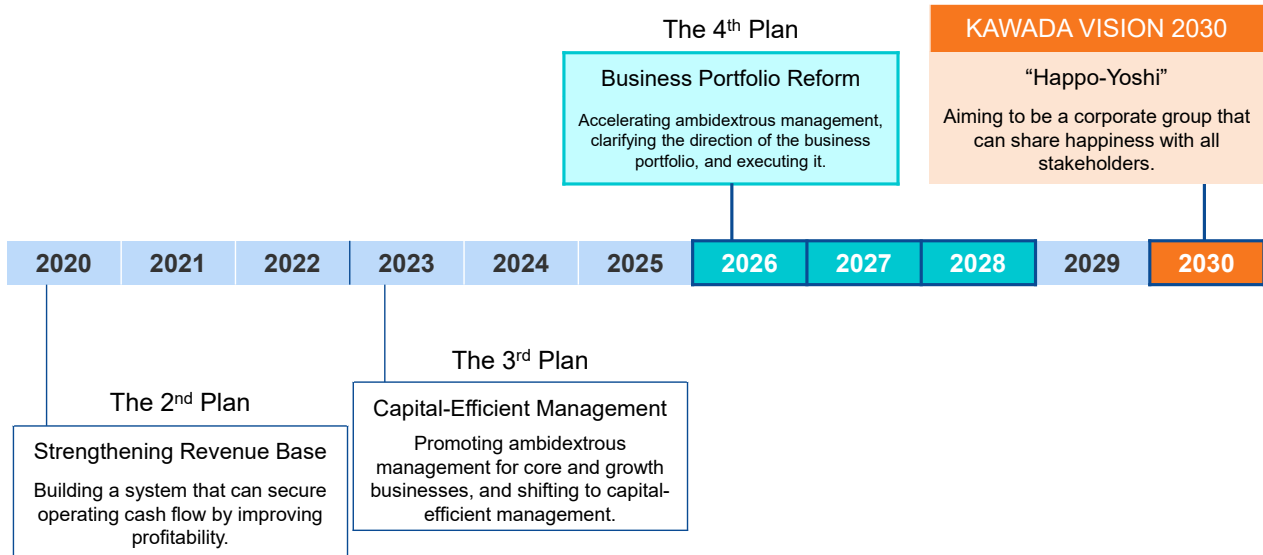 The 4th Plan
Business Portfolio Reform
Accelerating ambidextrous management,
clarifying the direction of the business
portfolio, and executing it.
KAWADA VISION 2030
“Happo-Yoshi”
Aiming to be a corporate group that
can share happiness with all
stakeholders.
2020 2021 2022 2023 2024 2025 2026 2027 2028 2029 2030
The 2nd Plan
Strengthening Revenue Base
Building a system that can secure
operating cash flow by improving
profitability.
The 3rd Plan
Capital-Efficient Management
Promoting ambidextrous
management for core and growth
businesses, and shifting to capital-
efficient management.